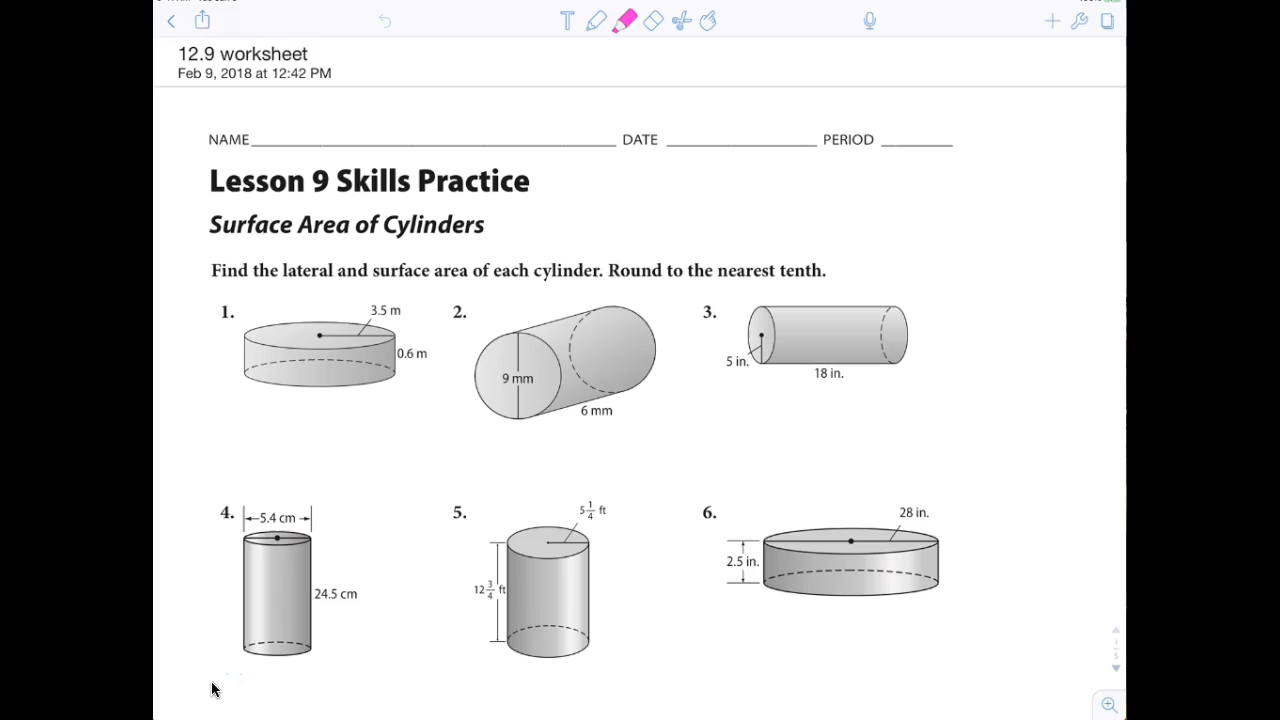 12.9 worksheet
Feb 9, 2018 at 12:42 PM
NAME DATE PERIOD
Lesson 9 Skills Practice
Surface Area of Cylinders
Find the lateral and surface area of each cylinder. Round to the nearest tenth.
1. 3.5 m 0.6 m
2. 9 mm 6 mm
3. 5 in. 18 in.
4. 5.4 cm 24.5 cm
5. 5 1/4 ft 12 3/4 ft
6. 28 in. 2.5 in.